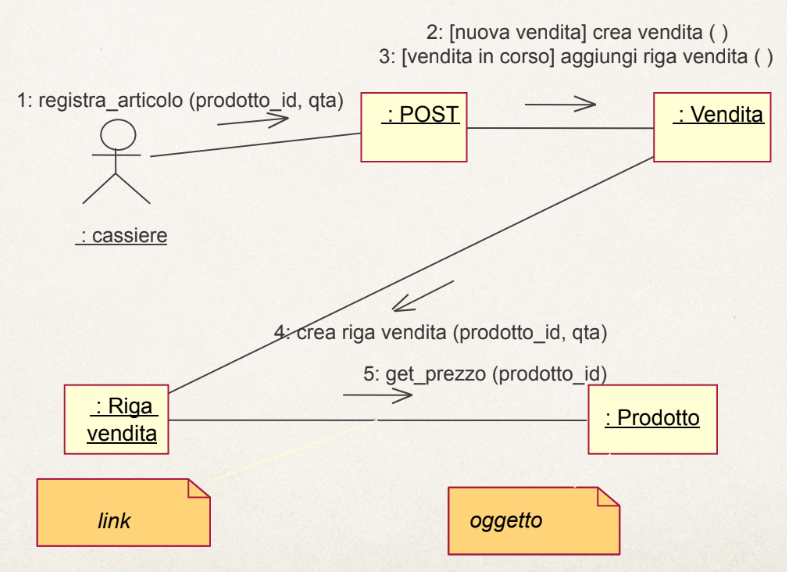 2: [nuova vendita] crea vendita ( )
3: [vendita in corso] aggiungi riga vendita ( )
1: registra_articolo (prodotto_id, qta)
: POST
: Vendita
: cassiere
4: crea riga vendita (prodotto_id, qta)
5: get_prezzo (prodotto_id)
: Riga
vendita
: Prodotto
link
oggetto